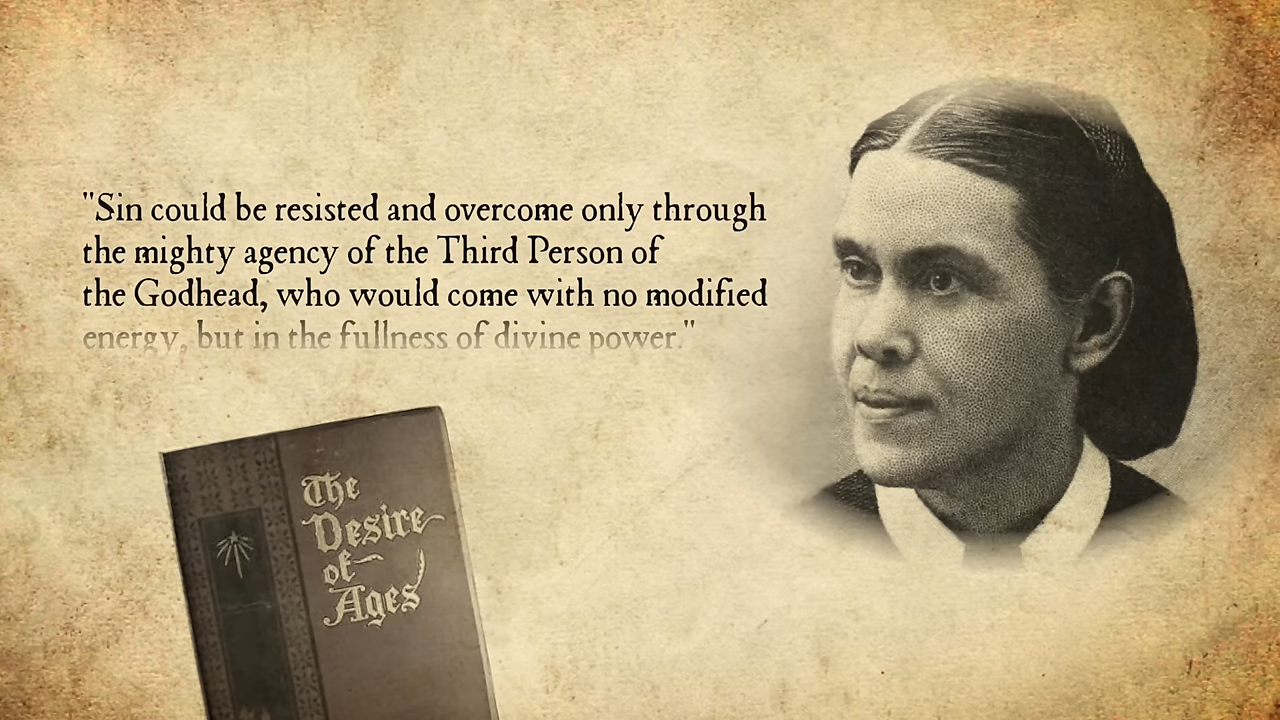 "Sin could be resisted and overcome only through
the mighty agency of the Third Person of
the Godhead, who would come with no modified
energy, but in the fullness of divine power."
The
Desire
of
Ages